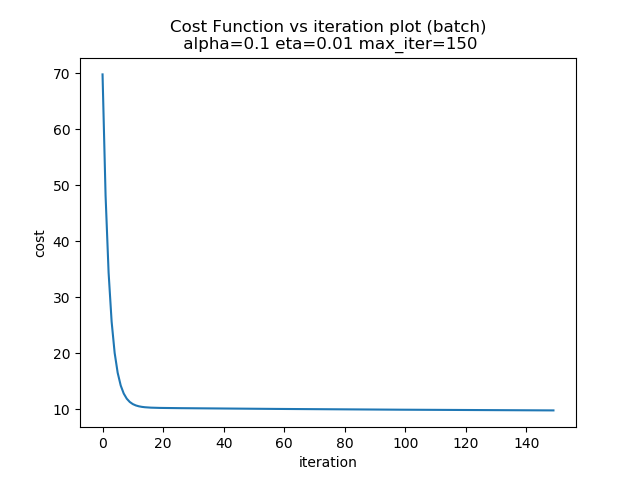 Cost Function vs iteration plot (batch)
alpha=0.1 eta=0.01 max_iter=150
70
60
50
40
30
20
10
cost
0 20 40 60 80 100 120 140
iteration